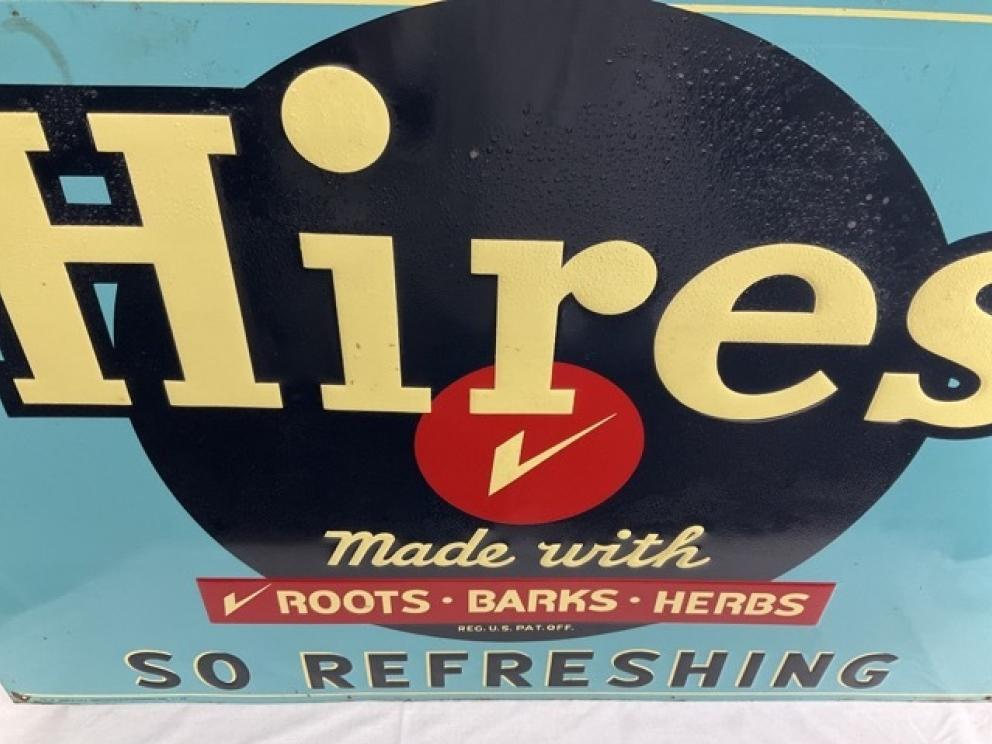 Hires
Made with
ROOTS · BARKS · HERBS
REG. U.S. PAT. OFF.
SO REFRESHING